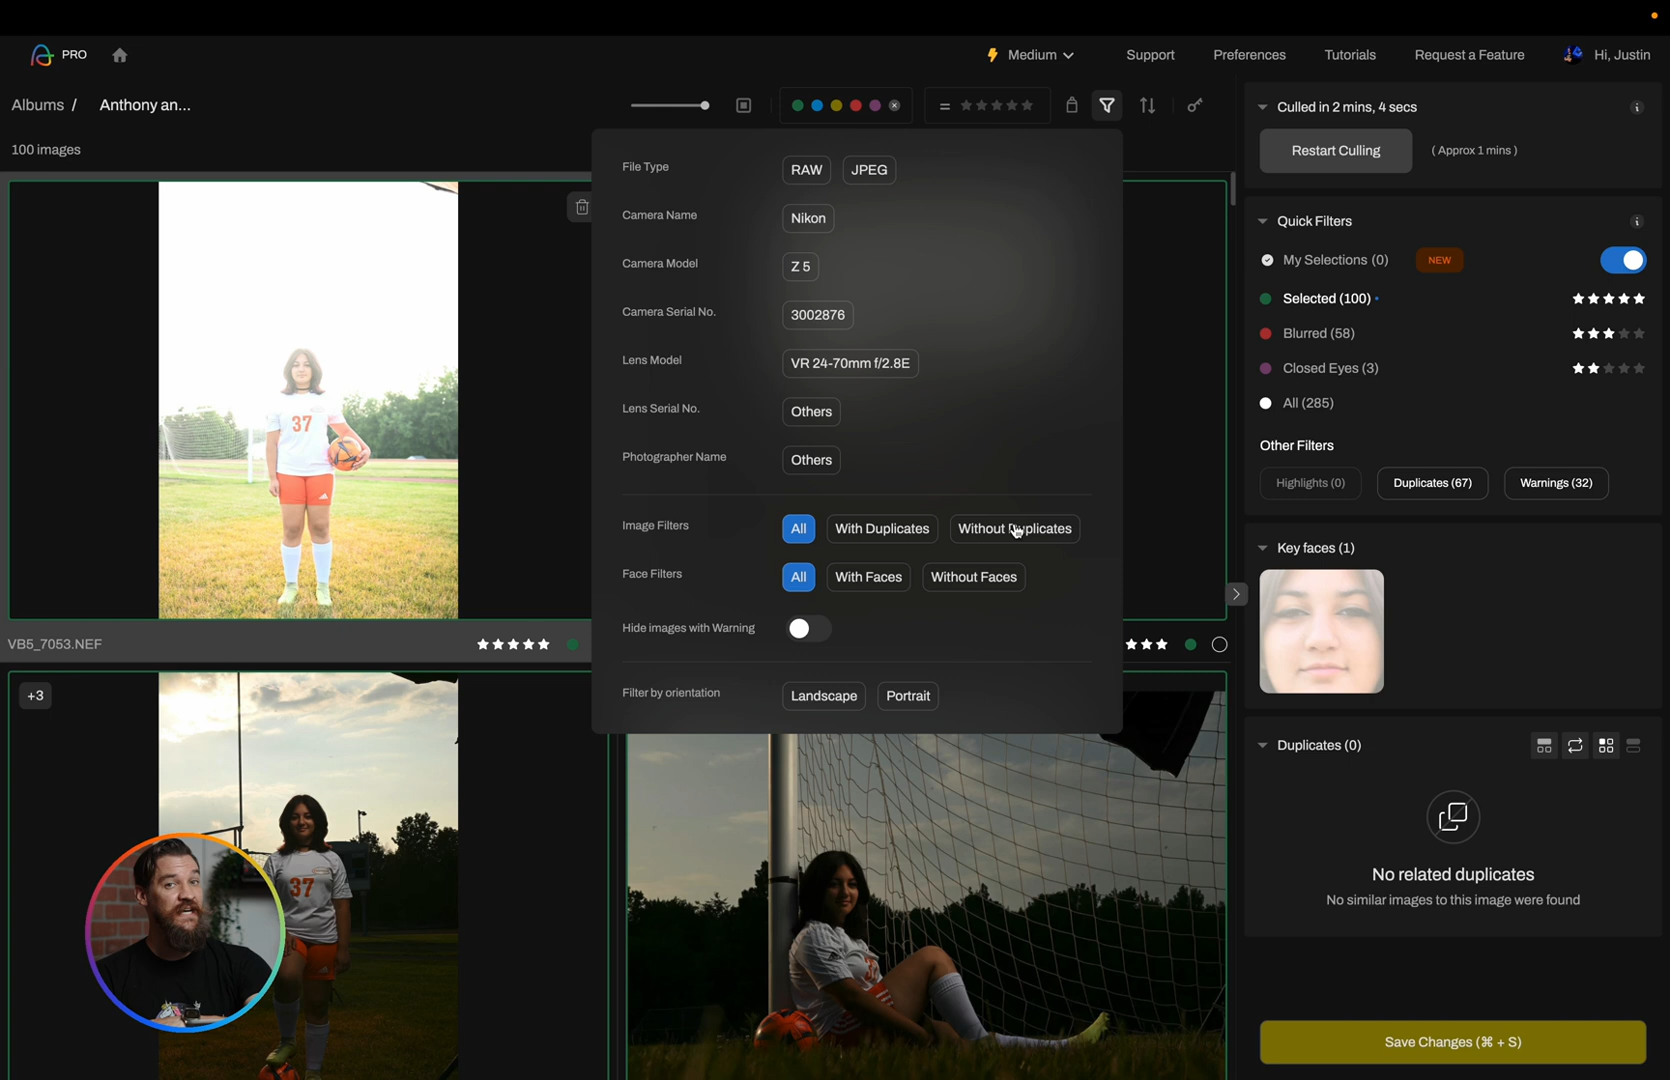 PRO
Medium
Support
Preferences
Tutorials
Request a Feature
Hi, Justin
Albums /
Anthony an...
100 images
File Type
RAW
JPEG
Camera Name
Nikon
Camera Model
Z 5
Camera Serial No.
3002876
Lens Model
VR 24-70mm f/2.8E
Lens Serial No.
Others
Photographer Name
Others
Image Filters
All
With Duplicates
Without Duplicates
Face Filters
All
With Faces
Without Faces
Hide images with Warning
Filter by orientation
Landscape
Portrait
37
VB5_7053.NEF
+3
37
Culled in 2 mins, 4 secs
Restart Culling
( Approx 1 mins )
Quick Filters
My Selections (0)
NEW
Selected (100)
Blurred (58)
Closed Eyes (3)
All (285)
Other Filters
Highlights (0)
Duplicates (67)
Warnings (32)
Key faces (1)
Duplicates (0)
No related duplicates
No similar images to this image were found
Save Changes (⌘ + S)